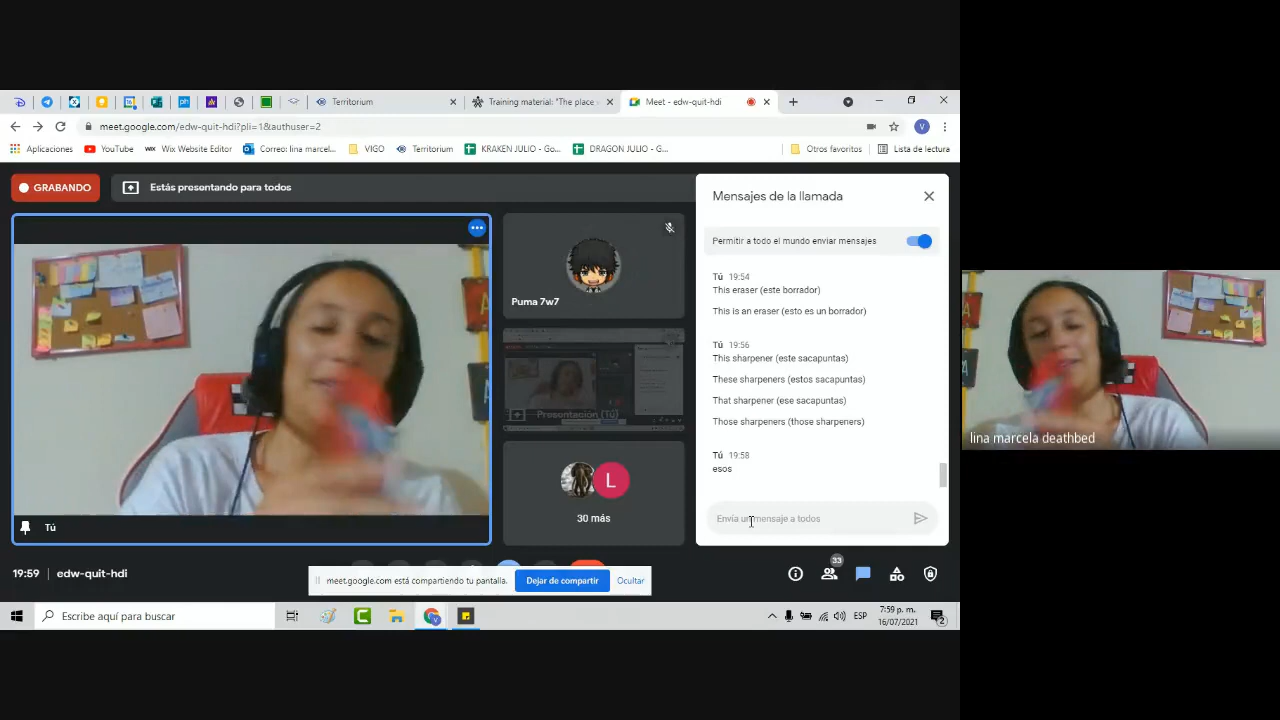 Territorium
Training material: "The place
Meet - edw-quit-hdi
meet.google.com/edw-quit-hdi?pli=1&authuser=2
Aplicaciones
YouTube
Wix Website Editor
Correo: lina marcel...
VIGO
Territorium
KRAKEN JULIO - Go...
DRAGON JULIO - G...
Otros favoritos
Lista de lectura
GRABANDO
Estás presentando para todos
Mensajes de la llamada
Permitir a todo el mundo enviar mensajes
Tú 19:54
This eraser (este borrador)
This is an eraser (esto es un borrador)
Tú 19:56
This sharpener (este sacapuntas)
These sharpeners (estos sacapuntas)
That sharpener (ese sacapuntas)
Those sharpeners (those sharpeners)
Tú 19:58
esos
Envía un mensaje a todos
Puma 7w7
Presentación (Tú)
L
30 más
Tú
lina marcela deathbed
19:59 edw-quit-hdi
33
meet.google.com está compartiendo tu pantalla.
Dejar de compartir
Ocultar
Escribe aquí para buscar
ESP
7:59 p. m.
16/07/2021
2